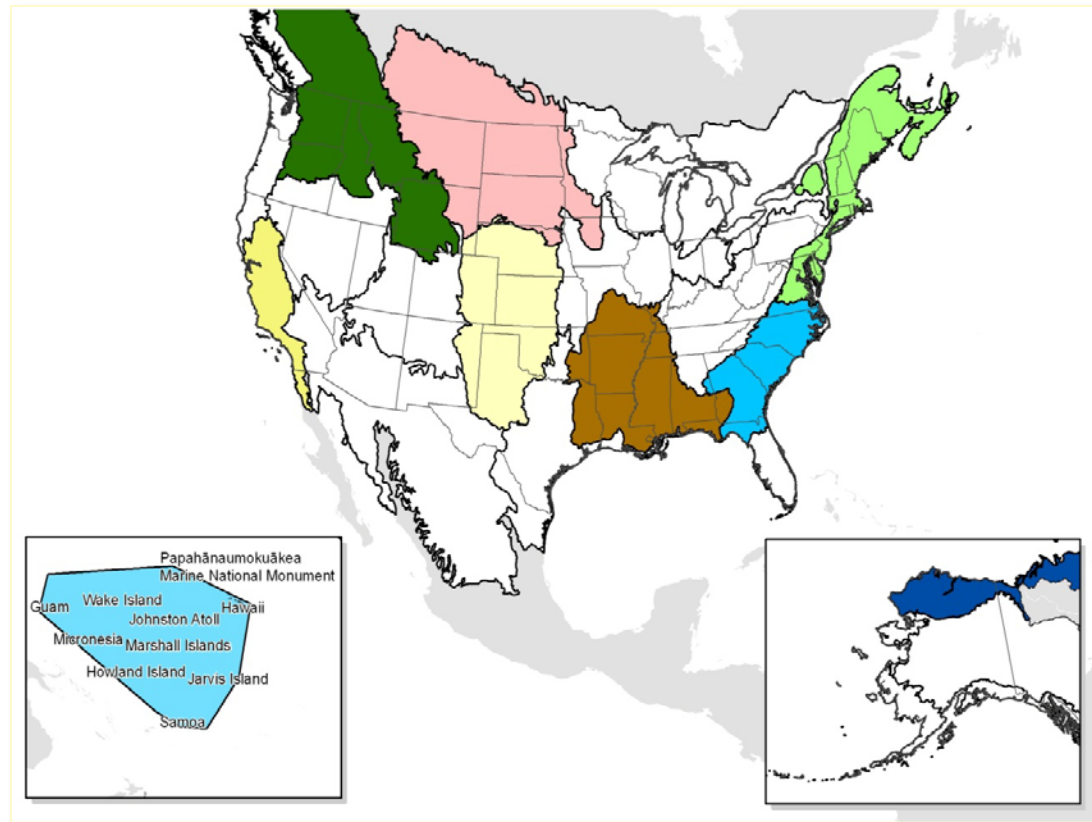 Papahānaumokuākea
Marine National Monument
Guam
Wake Island
Hawaii
Johnston Atoll
Micronesia
Marshall Islands
Howland Island
Jarvis Island
Samoa